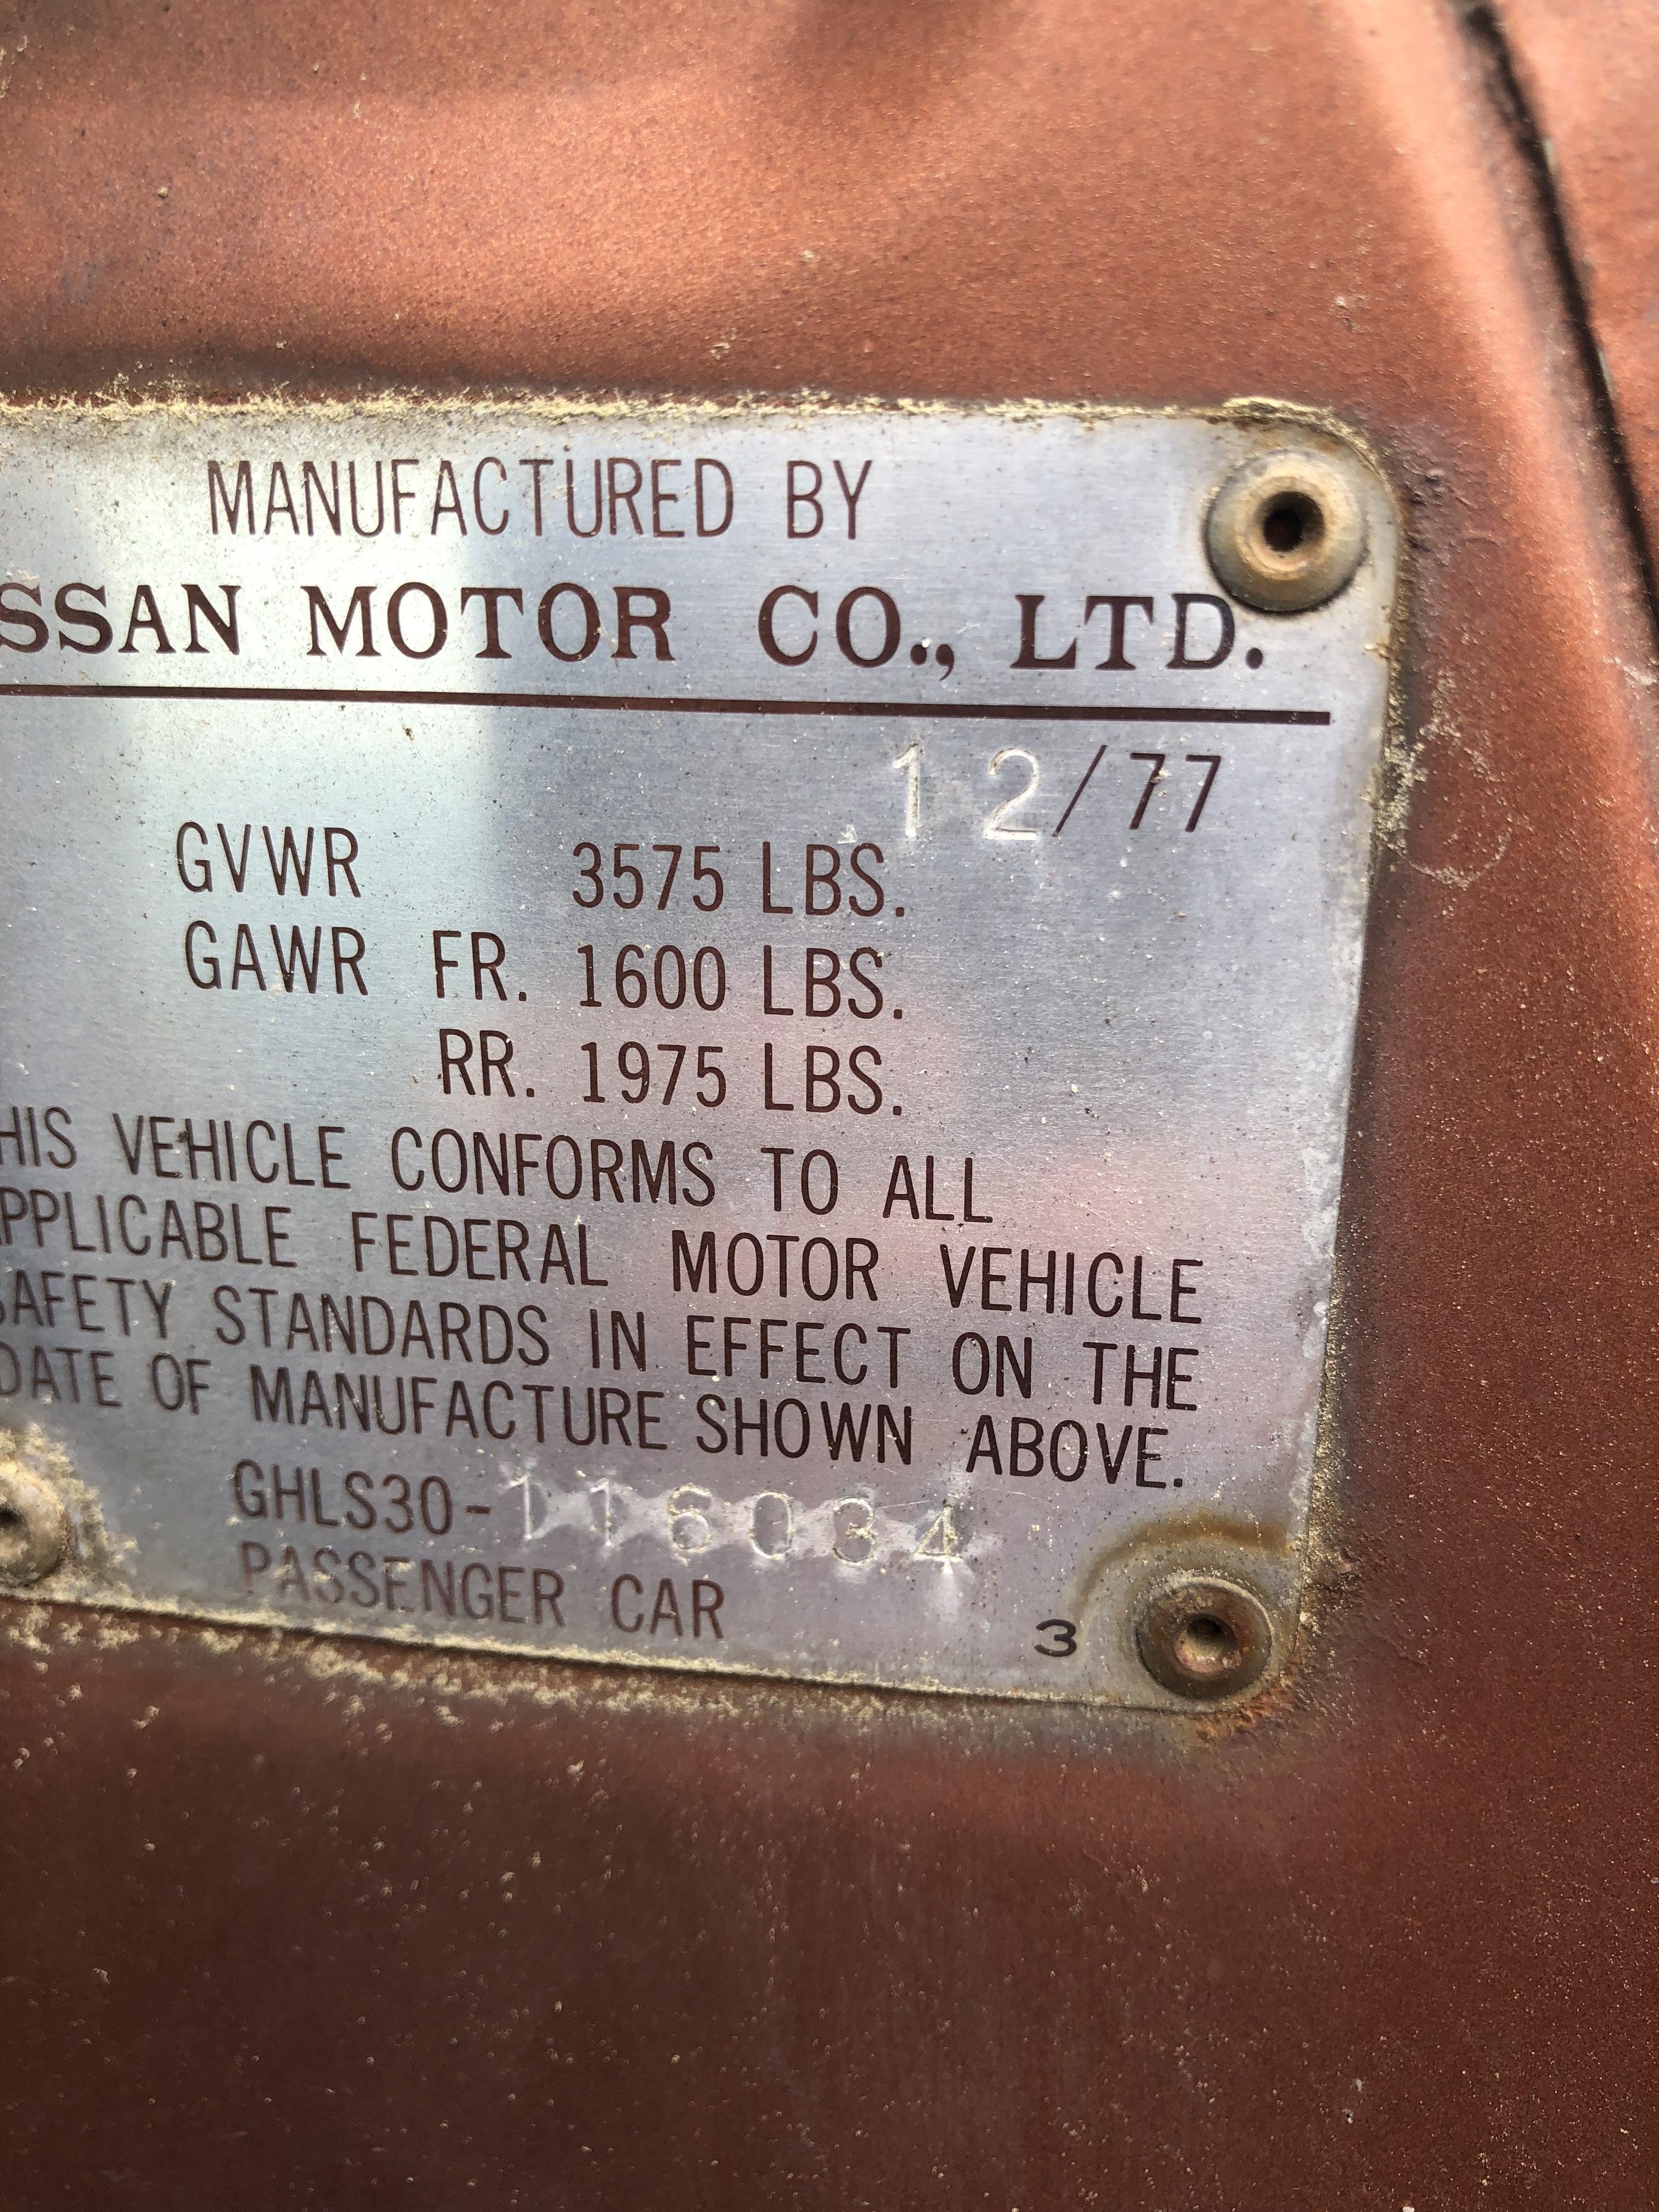 MANUFACTURED BY
SSAN MOTOR CO., LTD.
12/77
GVWR 3575 LBS.
GAWR FR. 1600 LBS.
RR. 1975 LBS.
HIS VEHICLE CONFORMS TO ALL
PPLICABLE FEDERAL MOTOR VEHICLE
SAFETY STANDARDS IN EFFECT ON THE
DATE OF MANUFACTURE SHOWN ABOVE.
GHLS30-116034
PASSENGER CAR
3